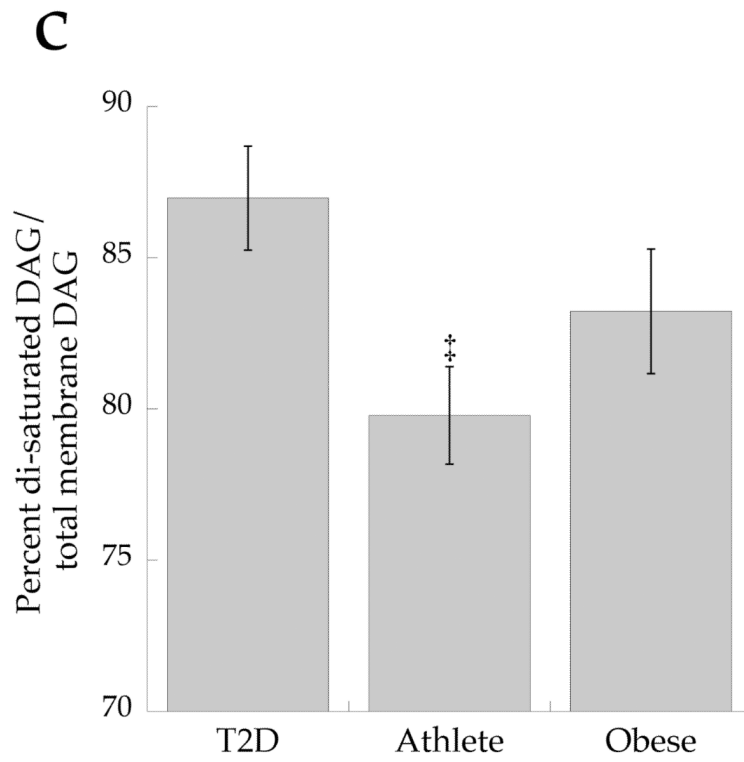 C
Percent di-saturated DAG/
total membrane DAG
90
85
80
75
70
‡
T2D Athlete Obese